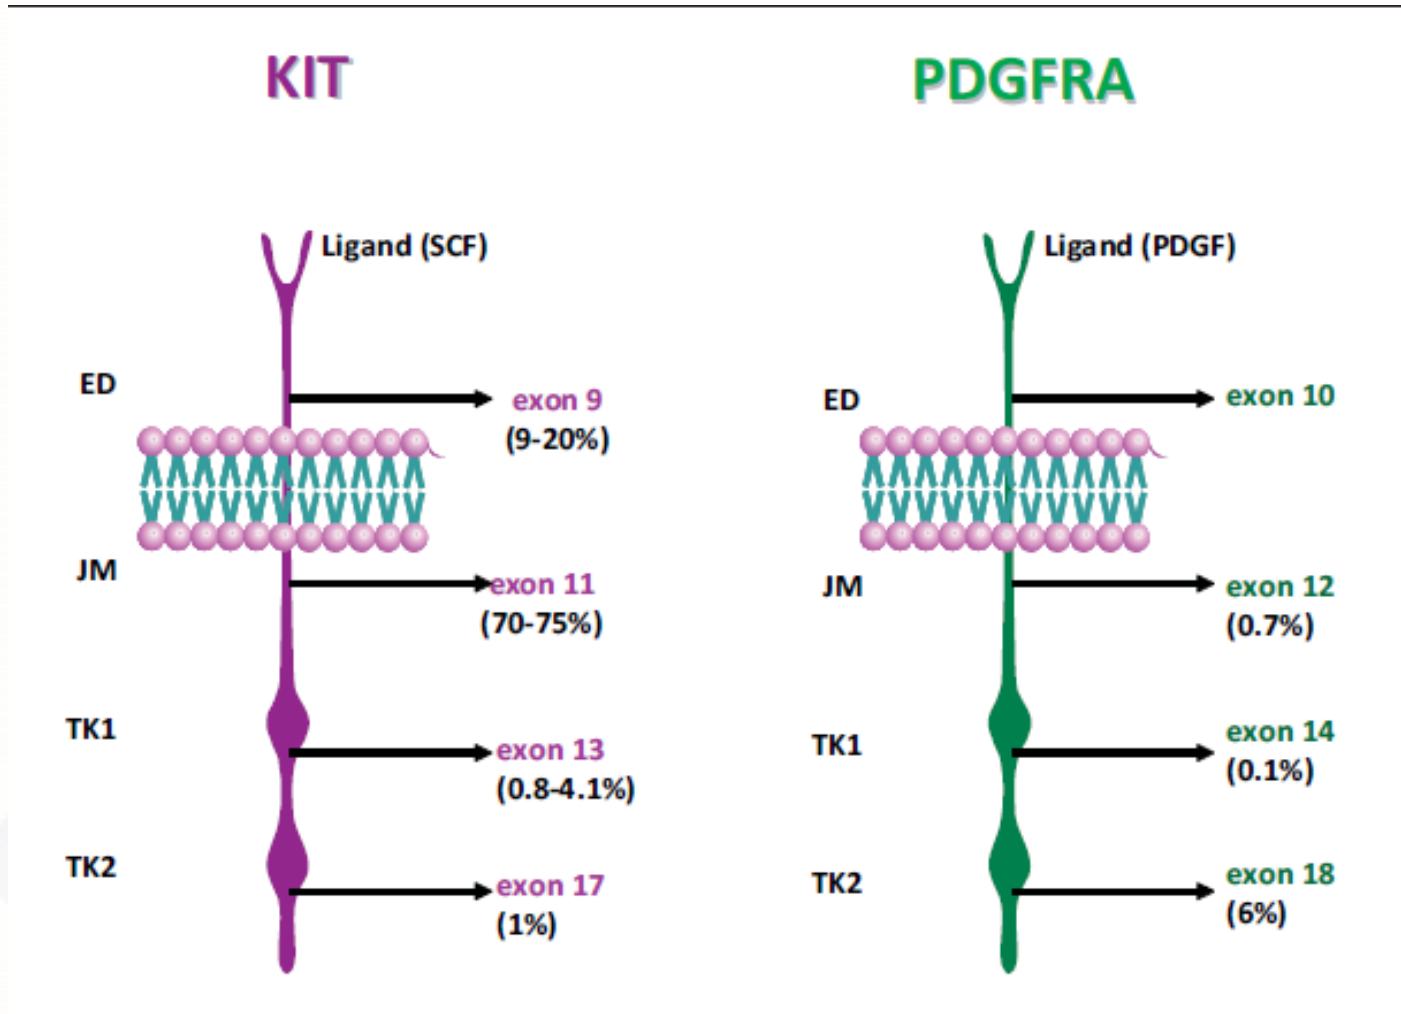 KIT
Ligand (SCF)
ED
exon 9
(9-20%)
JM
exon 11
(70-75%)
TK1
exon 13
(0.8-4.1%)
TK2
exon 17
(1%)
PDGFRA
Ligand (PDGF)
ED
exon 10
JM
exon 12
(0.7%)
TK1
exon 14
(0.1%)
TK2
exon 18
(6%)